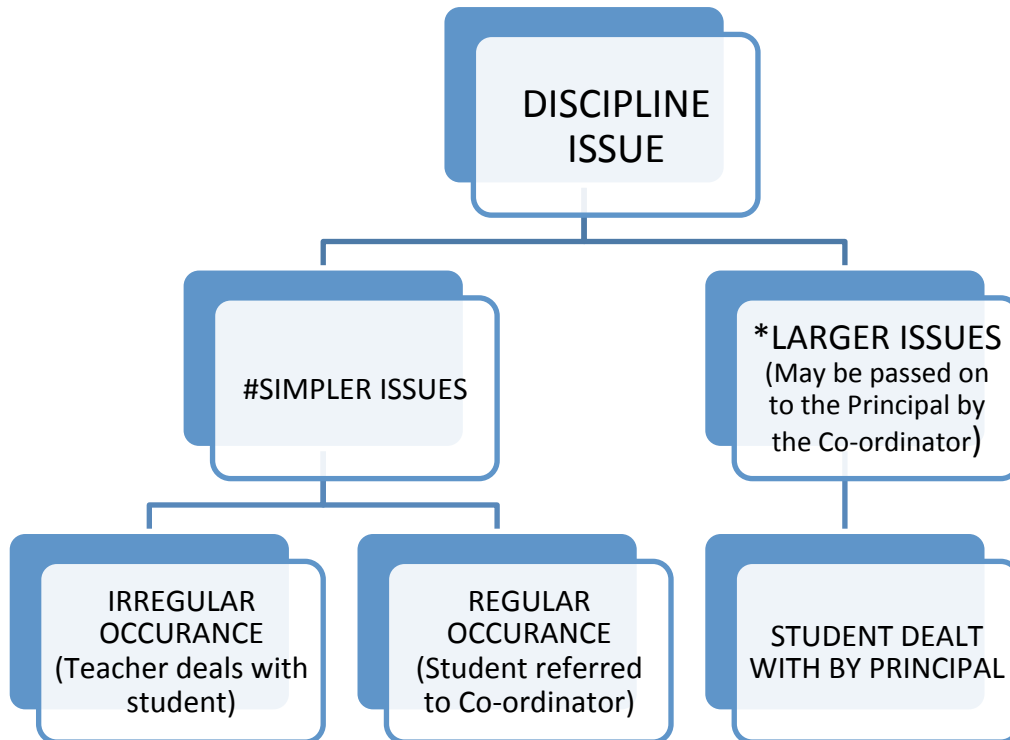 DISCIPLINE
ISSUE
#SIMPLER ISSUES
*LARGER ISSUES
(May be passed on
to the Principal by
the Co-ordinator)
IRREGULAR
OCCURANCE
(Teacher deals with
student)
REGULAR
OCCURANCE
(Student referred
to Co-ordinator)
STUDENT DEALT
WITH BY PRINCIPAL